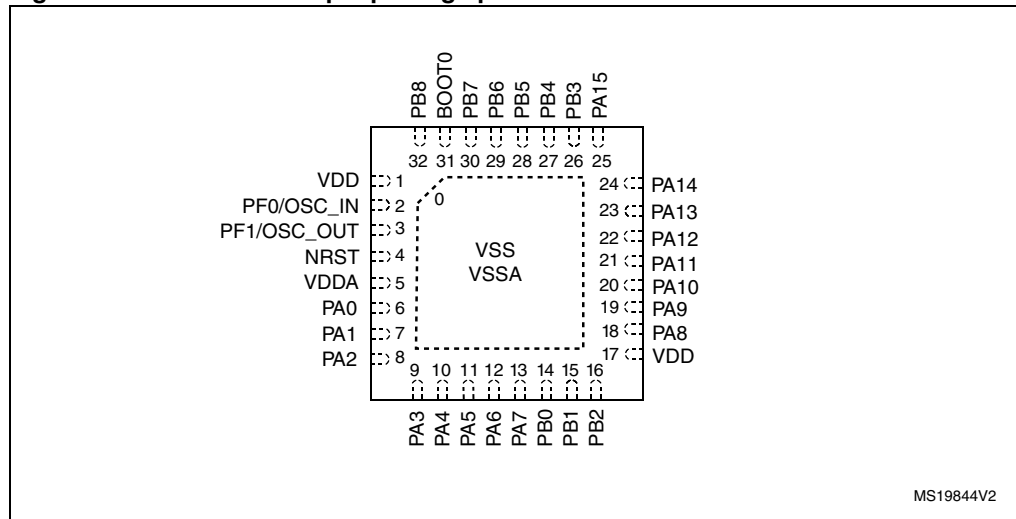 PB8
BOOT0
PB7
PB6
PB5
PB4
PB3
PA15
32 31 30 29 28 27 26 25
VDD 1
PF0/OSC_IN 2
PF1/OSC_OUT 3
NRST 4
VDDA 5
PA0 6
PA1 7
PA2 8
0
VSS
VSSA
24 PA14
23 PA13
22 PA12
21 PA11
20 PA10
19 PA9
18 PA8
17 VDD
9 10 11 12 13 14 15 16
PA3
PA4
PA5
PA6
PA7
PB0
PB1
PB2
MS19844V2